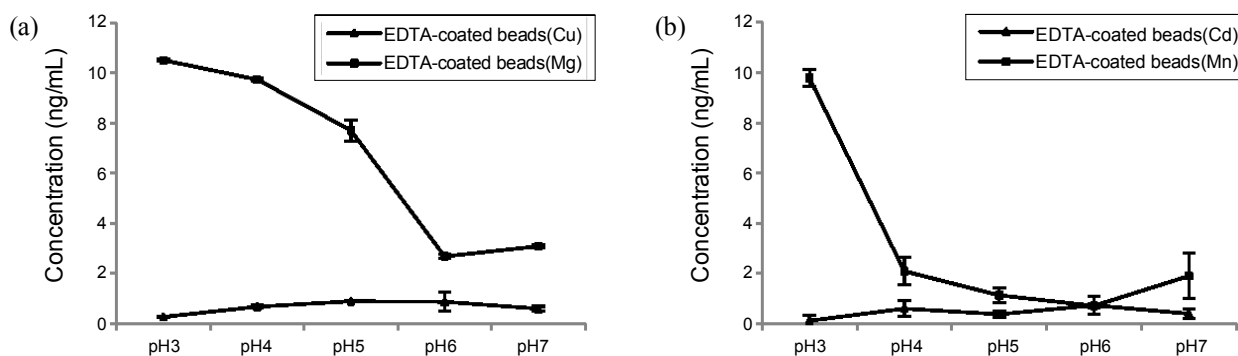 (a)
EDTA-coated beads(Cu)
EDTA-coated beads(Mg)
Concentration (ng/mL)
12
10
8
6
4
2
0
pH3 pH4 pH5 pH6 pH7
(b)
EDTA-coated beads(Cd)
EDTA-coated beads(Mn)
Concentration (ng/mL)
12
10
8
6
4
2
0
pH3 pH4 pH5 pH6 pH7